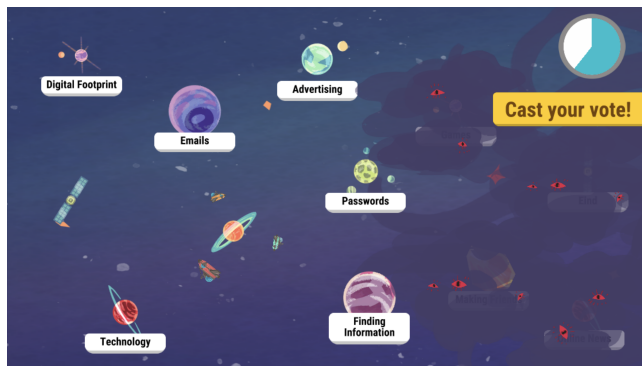 Digital Footprint
Advertising
Cast your vote!
Emails
Passwords
Finding
Information
Technology